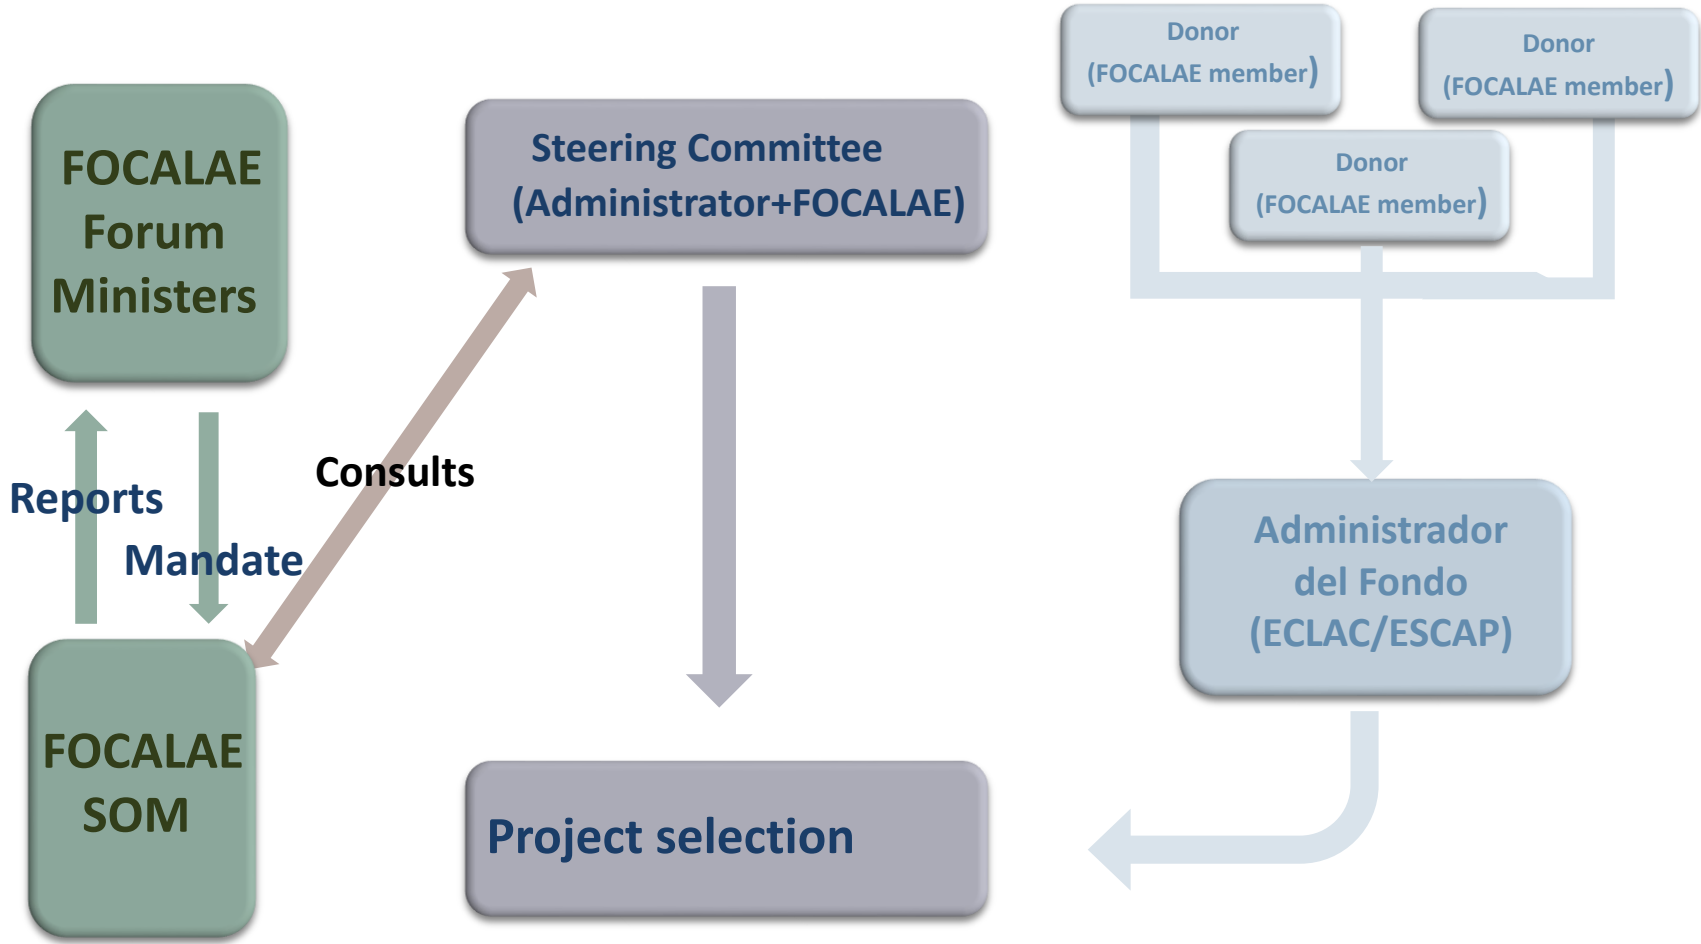 FOCALAE
Forum
Ministers
Reports
Mandate
FOCALAE
SOM
Consults
Steering Committee
(Administrator+FOCALAE)
Project selection
Donor
(FOCALAE member)
Donor
(FOCALAE member)
Donor
(FOCALAE member)
Administrador
del Fondo
(ECLAC/ESCAP)